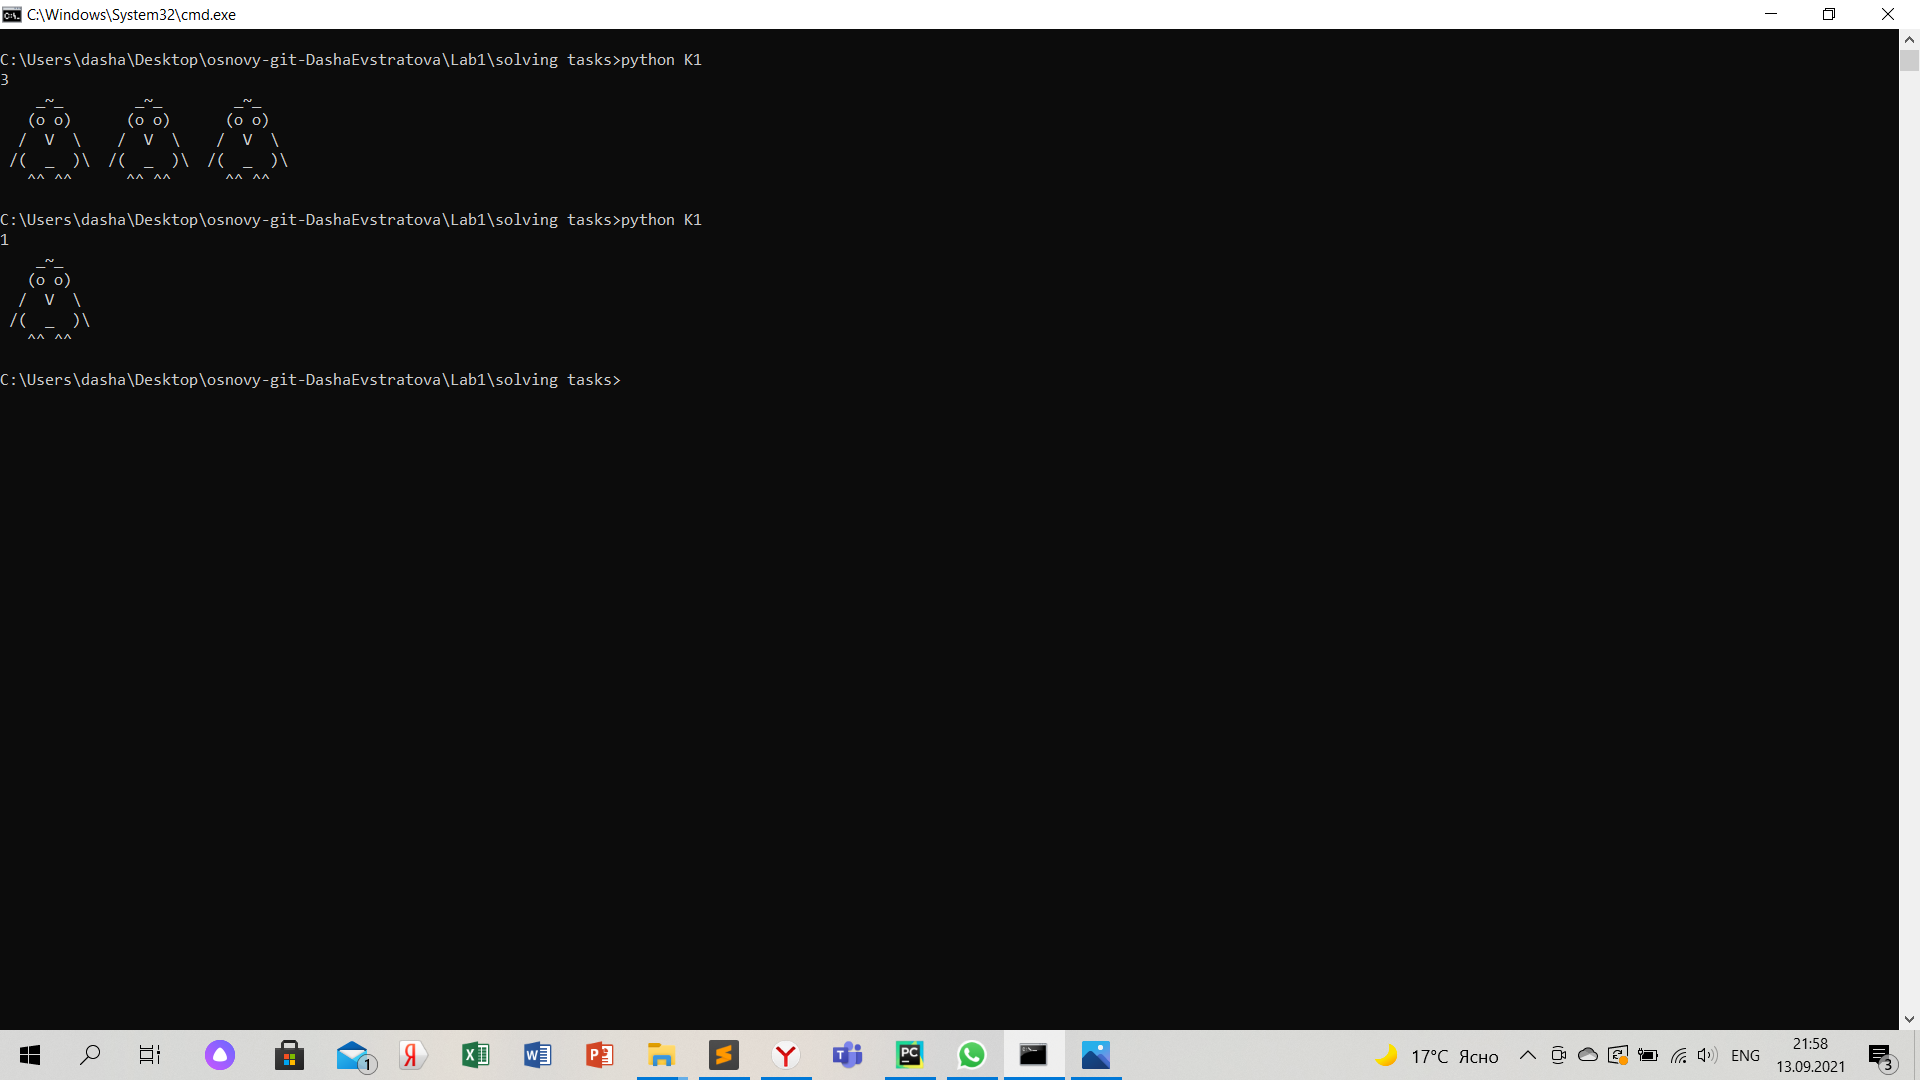 C:\Windows\System32\cmd.exe
C:\Users\dasha\Desktop\osnovy-git-DashaEvstratova\Lab1\solving tasks>python K1
3
    _~_        _~_        _~_
   (o o)      (o o)      (o o)
  /  V  \    /  V  \    /  V  \
 /(  _  )\  /(  _  )\  /(  _  )\
   ^^ ^^      ^^ ^^      ^^ ^^
C:\Users\dasha\Desktop\osnovy-git-DashaEvstratova\Lab1\solving tasks>python K1
1
    _~_
   (o o)
  /  V  \
 /(  _  )\
   ^^ ^^
C:\Users\dasha\Desktop\osnovy-git-DashaEvstratova\Lab1\solving tasks>
17°C Ясно
ENG
21:58
13.09.2021
1
3